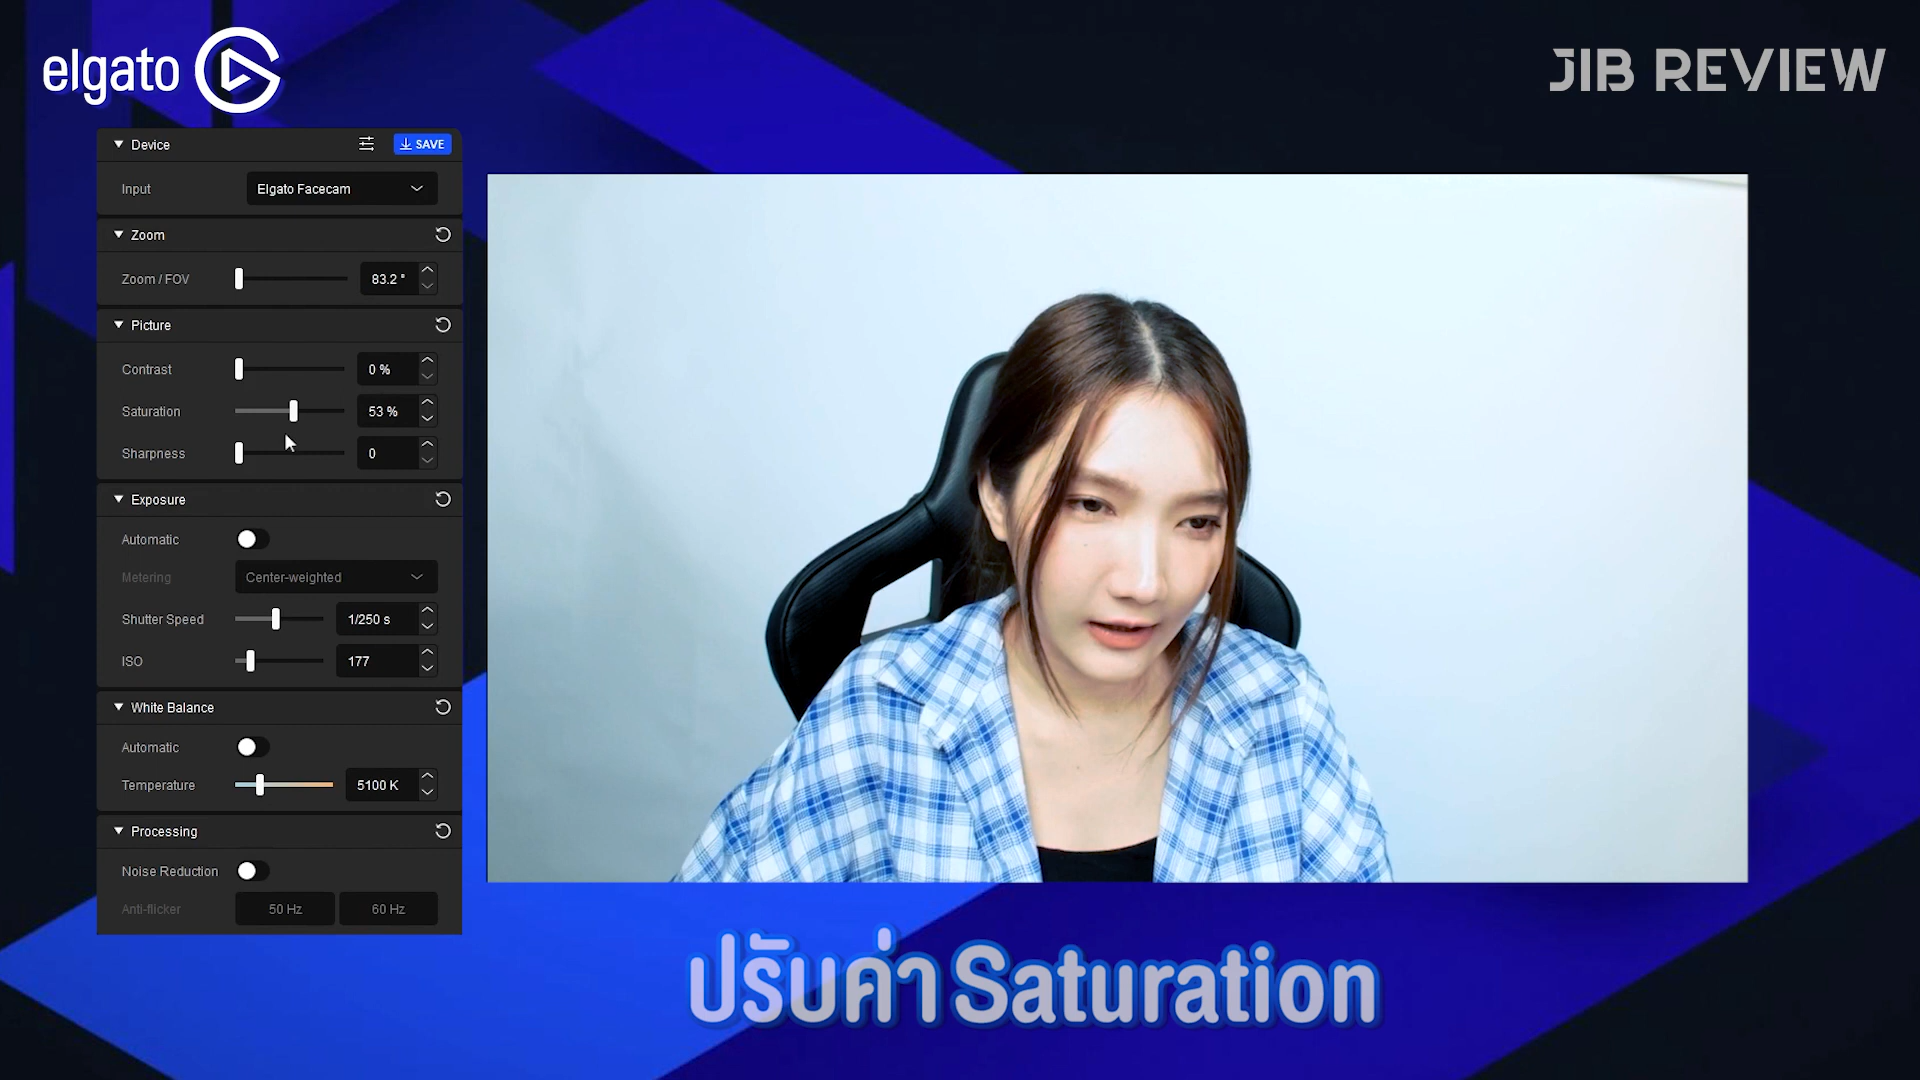 elgato
JIB REVIEW
Device
SAVE
Input
Elgato Facecam
Zoom
Zoom / FOV
83.2 °
Picture
Contrast
0 %
Saturation
53 %
Sharpness
0
Exposure
Automatic
Metering
Center-weighted
Shutter Speed
1/250 s
ISO
177
White Balance
Automatic
Temperature
5100 K
Processing
Noise Reduction
Anti-flicker
50 Hz
60 Hz
ปรับค่า Saturation